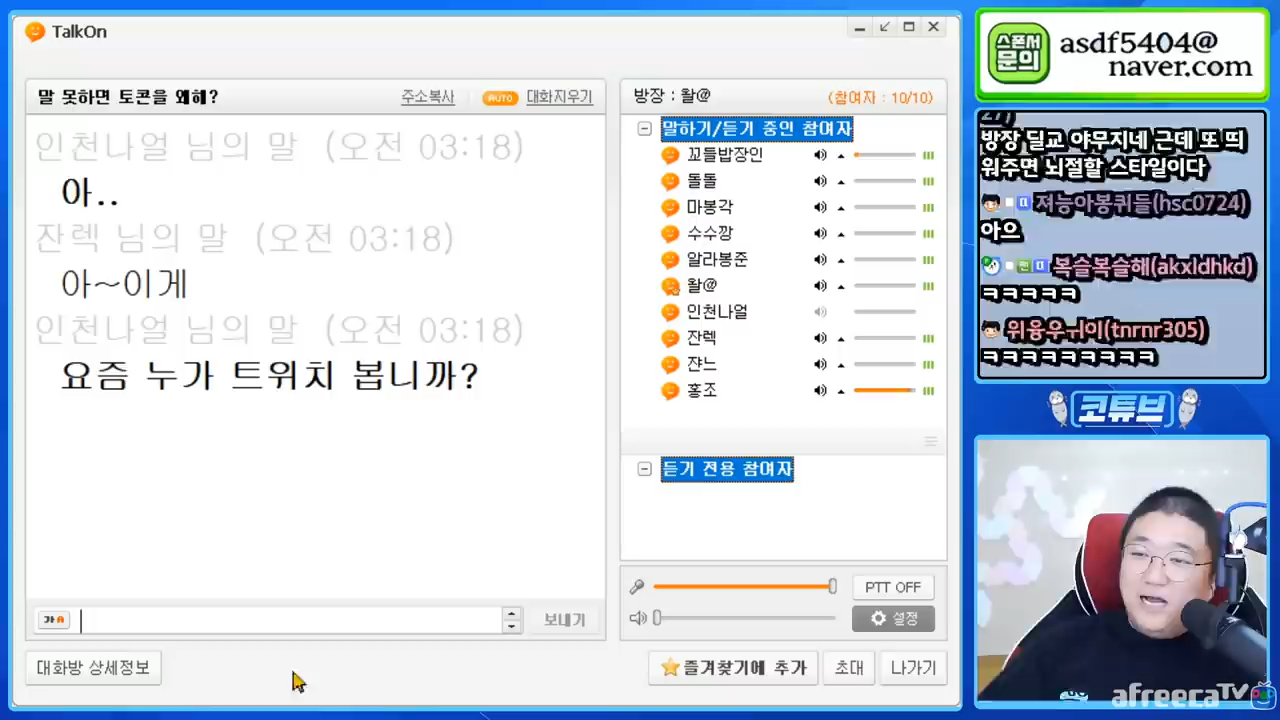 TalkOn
말 못하면 토콘을 왜해?
주소복사
AUTO 대화지우기
인천나얼 님의 말 (오전 03:18)
아..
잔렉 님의 말 (오전 03:18)
아~이게
인천나얼 님의 말 (오전 03:18)
요즘 누가 트위치 봅니까?
가A
보내기
대화방 상세정보
방장 : 왈@
(참여자 : 10/10)
말하기/듣기 중인 참여자
꼬들밥장인
돌돌
마봉각
수수깡
알라봉준
왈@
인천나얼
잔렉
쟌느
홍조
듣기 전용 참여자
PTT OFF
설정
즐겨찾기에 추가
초대
나가기
스폰서
문의
asdf5404@
naver.com
방장 딜교 야무지네 근데 또 띄
워주면 뇌절할 스타일이다
져능아봉퀴들(hsc0724)
아으
복슬복슬해(akxldhkd)
ㅋㅋㅋㅋㅋ
위윰우귀이(tnrnr305)
ㅋㅋㅋㅋㅋㅋㅋㅋㅋ
코튜브
afreecaTV